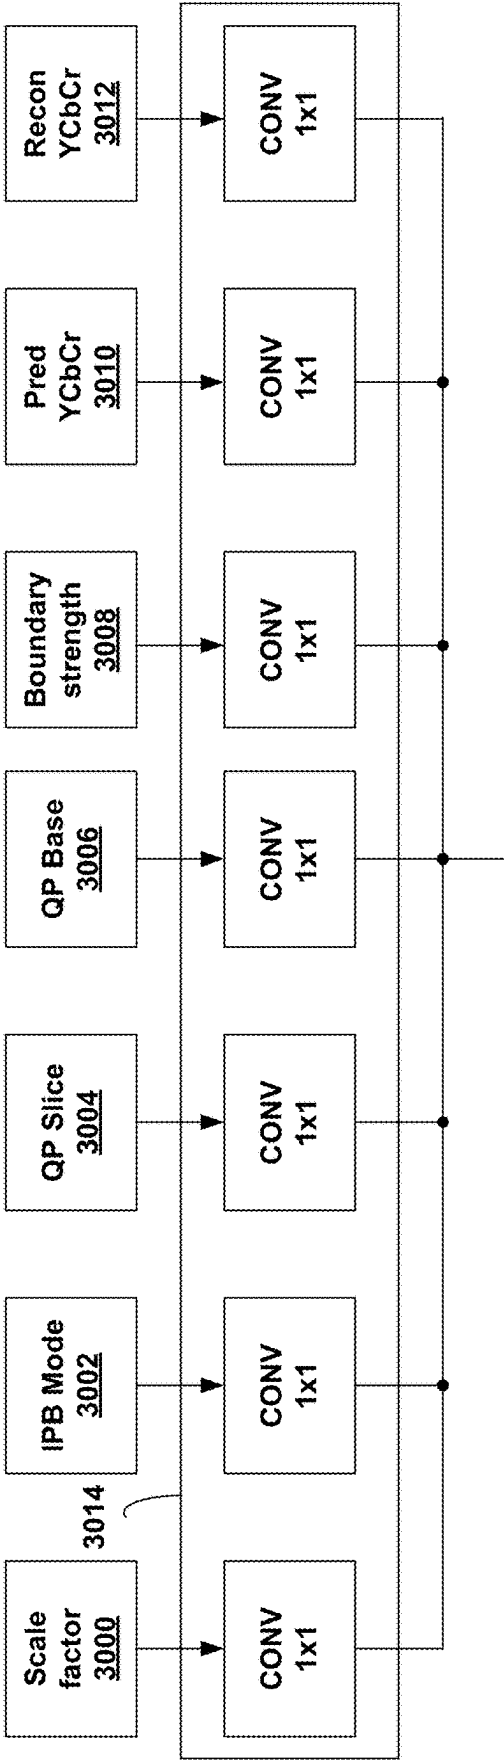 Scale
factor
3000
IPB Mode
3002
QP Slice
3004
QP Base
3006
Boundary
strength
3008
Pred
YCbCr
3010
Recon
YCbCr
3012
3014
CONV
1x1
CONV
1x1
CONV
1x1
CONV
1x1
CONV
1x1
CONV
1x1
CONV
1x1